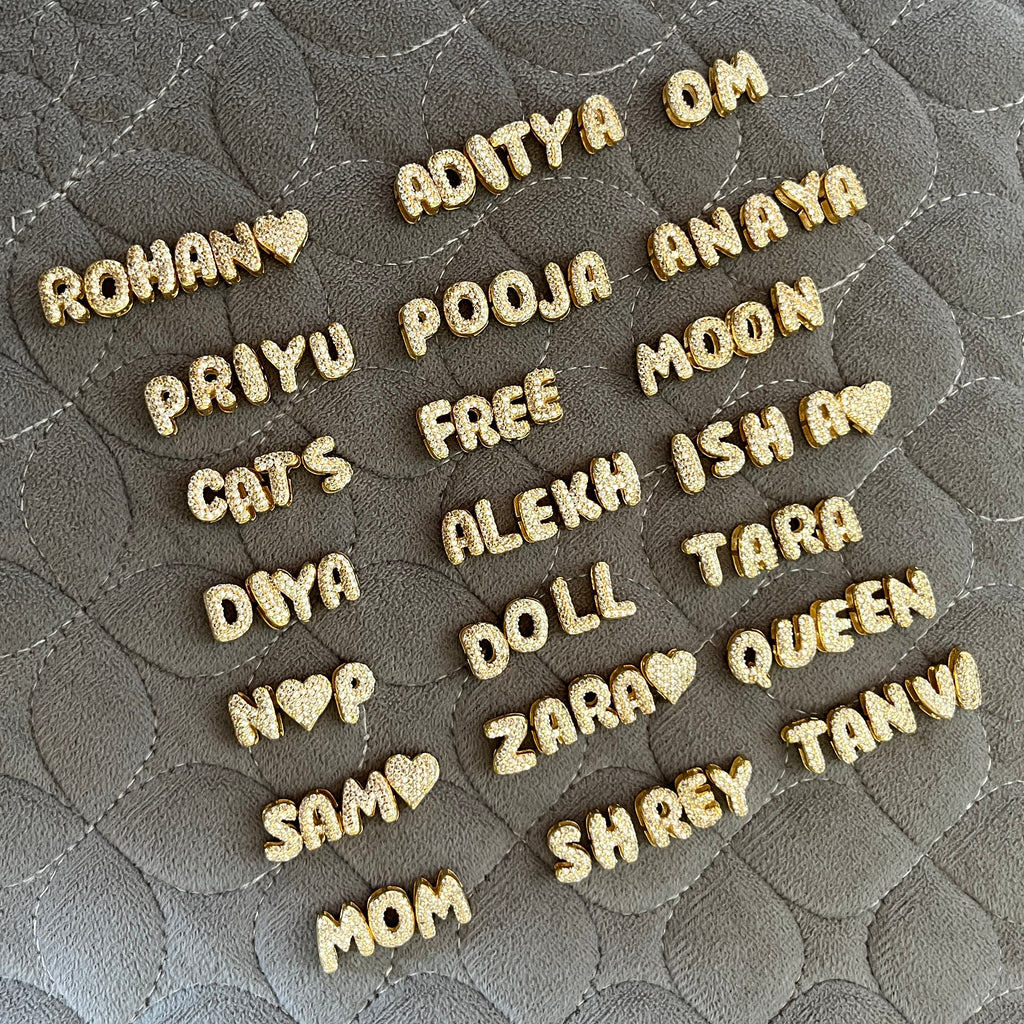 ROHAN♥
PRIYU
CATS
DIYA
N♥P
SAM♥
MOM
ADITYA
POOJA
FREE
ALEKH
DOLL
ZARA♥
SHREY
OM
ANAYA
MOON
ISHA♥
TARA
QUEEN
TANVI